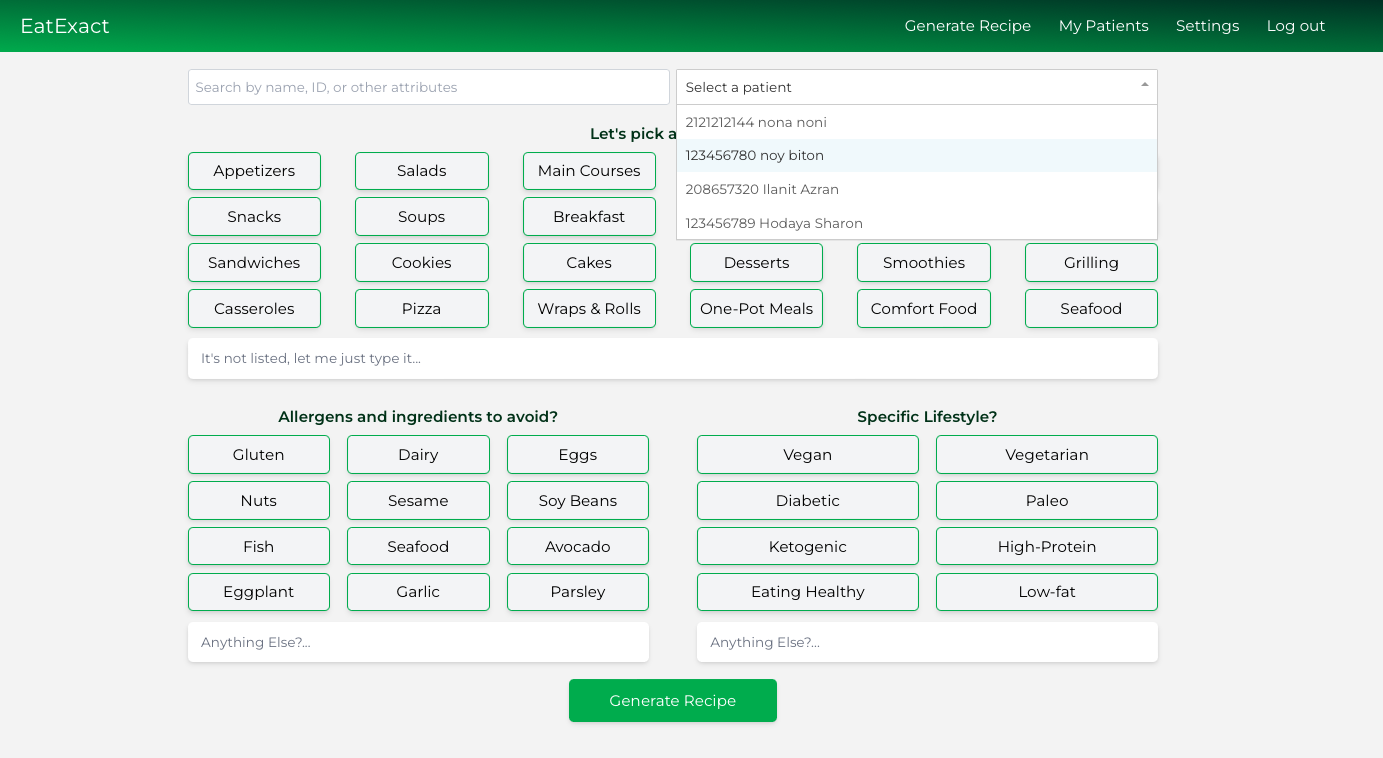 EatExact
Generate Recipe My Patients Settings Log out
Search by name, ID, or other attributes
Select a patient
2121212144 nona noni
123456780 noy biton
208657320 Ilanit Azran
123456789 Hodaya Sharon
Let's pick a
Appetizers Salads Main Courses
Snacks Soups Breakfast
Sandwiches Cookies Cakes Desserts Smoothies Grilling
Casseroles Pizza Wraps & Rolls One-Pot Meals Comfort Food Seafood
It's not listed, let me just type it...
Allergens and ingredients to avoid?
Gluten Dairy Eggs
Nuts Sesame Soy Beans
Fish Seafood Avocado
Eggplant Garlic Parsley
Anything Else?...
Specific Lifestyle?
Vegan Vegetarian
Diabetic Paleo
Ketogenic High-Protein
Eating Healthy Low-fat
Anything Else?...
Generate Recipe